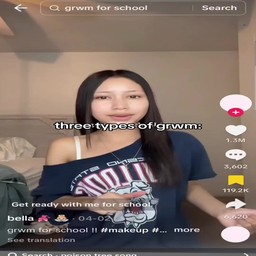 grwm for school
Search
three types of grwm:
1.3M
3,602
119.2K
6,620
Get ready with me for school:
bella · 04-02
grwm for school !! #makeup #... more
See translation
Search · poison tree song